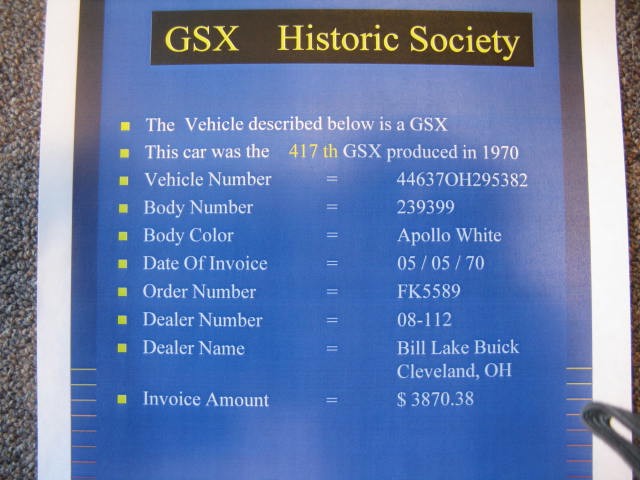 GSX Historic Society
The Vehicle described below is a GSX
This car was the 417 th GSX produced in 1970
Vehicle Number = 44637OH295382
Body Number = 239399
Body Color = Apollo White
Date Of Invoice = 05 / 05 / 70
Order Number = FK5589
Dealer Number = 08-112
Dealer Name = Bill Lake Buick
Cleveland, OH
Invoice Amount = $ 3870.38